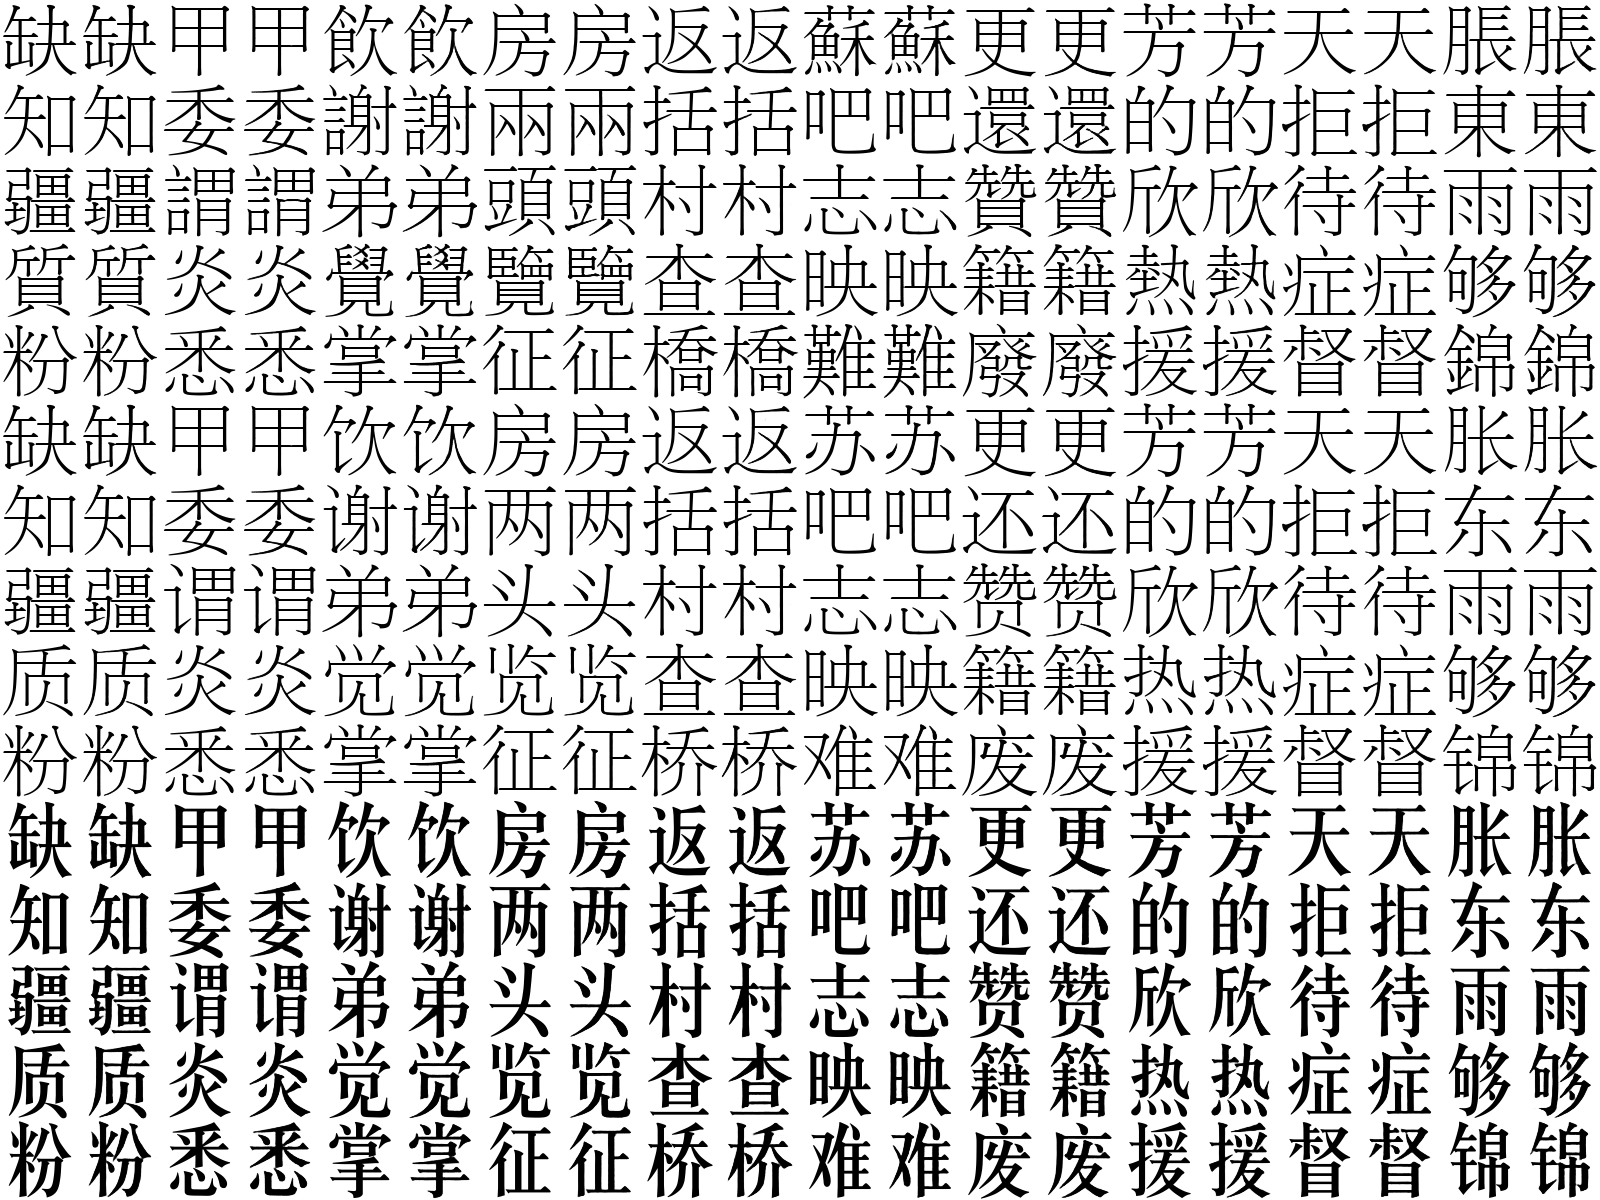 缺缺甲甲飲飲房房返返蘇蘇更更芳芳天天脹脹
知知委委謝謝兩兩括括吧吧還還的的拒拒東東
疆疆謂謂弟弟頭頭村村志志贊贊欣欣待待雨雨
質質炎炎覺覺覽覽查查映映籍籍熱熱症症够够
粉粉悉悉掌掌征征橋橋難難廢廢援援督督錦錦
缺缺甲甲饮饮房房返返苏苏更更芳芳天天胀胀
知知委委谢谢两两括括吧吧还还的的拒拒东东
疆疆谓谓弟弟头头村村志志赞赞欣欣待待雨雨
质质炎炎觉觉览览查查映映籍籍热热症症够够
粉粉悉悉掌掌征征桥桥难难废废援援督督锦锦
缺缺甲甲饮饮房房返返苏苏更更芳芳天天胀胀
知知委委谢谢两两括括吧吧还还的的拒拒东东
疆疆谓谓弟弟头头村村志志赞赞欣欣待待雨雨
质质炎炎觉觉览览查查映映籍籍热热症症够够
粉粉悉悉掌掌征征桥桥难难废废援援督督锦锦